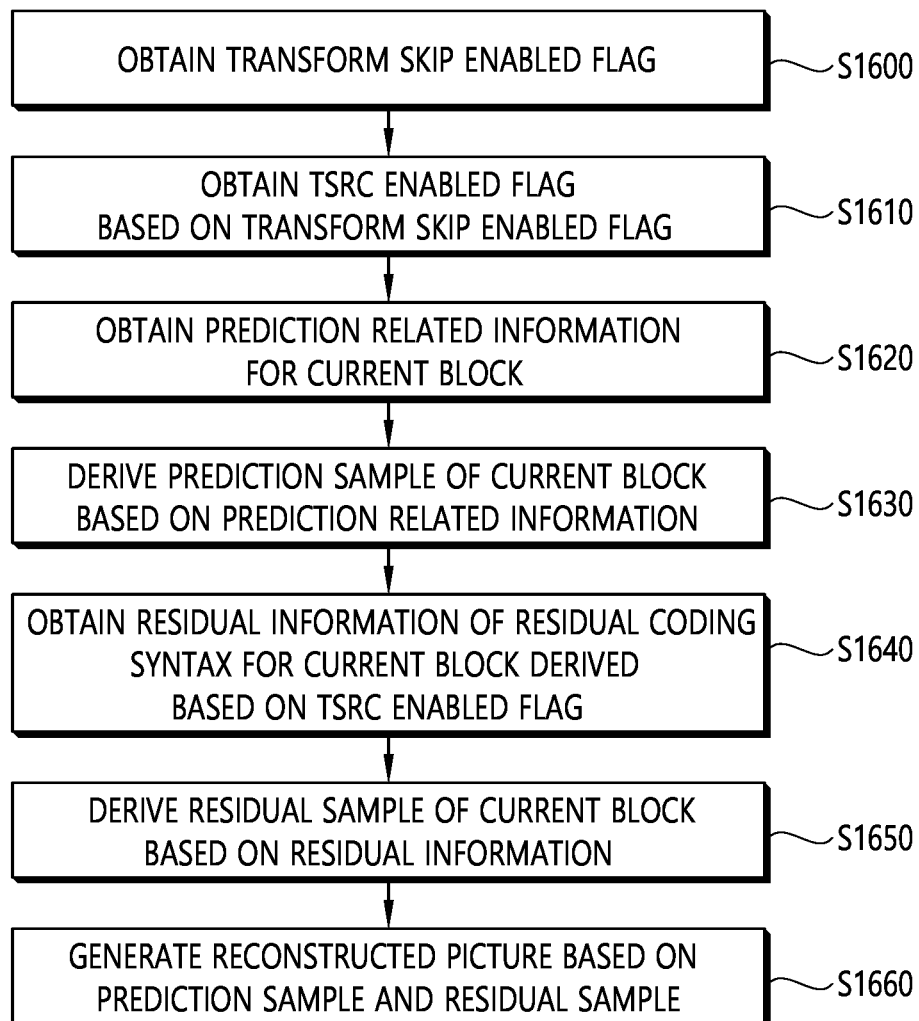 OBTAIN TRANSFORM SKIP ENABLED FLAG
S1600
OBTAIN TSRC ENABLED FLAG
BASED ON TRANSFORM SKIP ENABLED FLAG
S1610
OBTAIN PREDICTION RELATED INFORMATION
FOR CURRENT BLOCK
S1620
DERIVE PREDICTION SAMPLE OF CURRENT BLOCK
BASED ON PREDICTION RELATED INFORMATION
S1630
OBTAIN RESIDUAL INFORMATION OF RESIDUAL CODING
SYNTAX FOR CURRENT BLOCK DERIVED
BASED ON TSRC ENABLED FLAG
S1640
DERIVE RESIDUAL SAMPLE OF CURRENT BLOCK
BASED ON RESIDUAL INFORMATION
S1650
GENERATE RECONSTRUCTED PICTURE BASED ON
PREDICTION SAMPLE AND RESIDUAL SAMPLE
S1660